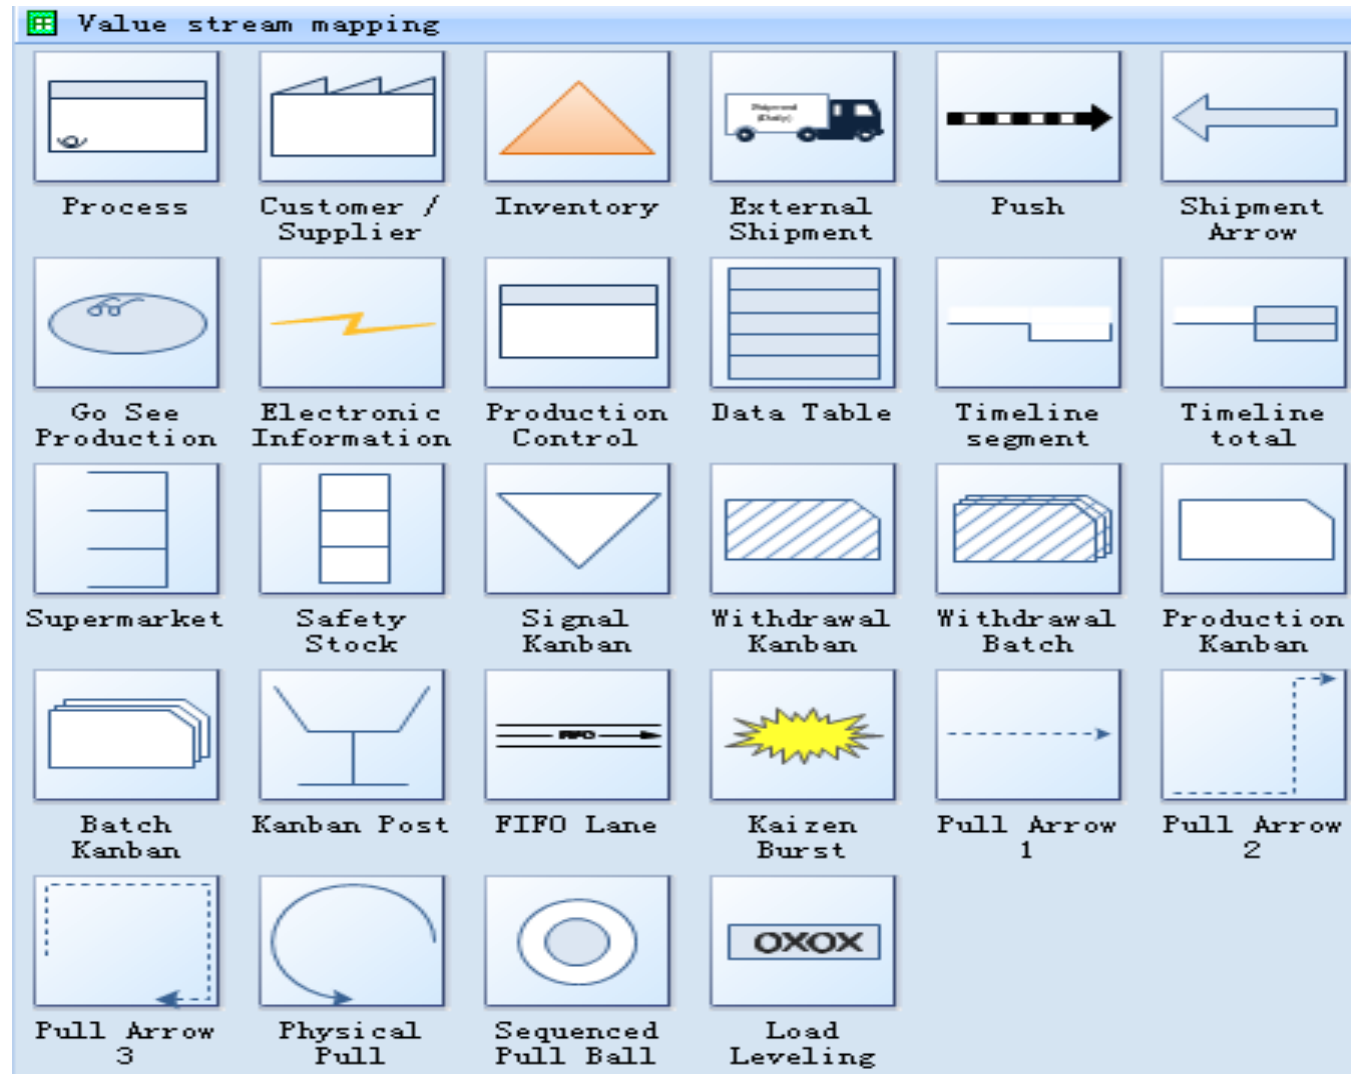 Value stream mapping
Shipment
(Daily)
Process
Customer /
Supplier
Inventory
External
Shipment
Push
Shipment
Arrow
Go See
Production
Electronic
Information
Production
Control
Data Table
Timeline
segment
Timeline
total
Supermarket
Safety
Stock
Signal
Kanban
Withdrawal
Kanban
Withdrawal
Batch
Production
Kanban
FIFO
Batch
Kanban
Kanban Post
FIFO Lane
Kaizen
Burst
Pull Arrow
1
Pull Arrow
2
OXOX
Pull Arrow
3
Physical
Pull
Sequenced
Pull Ball
Load
Leveling